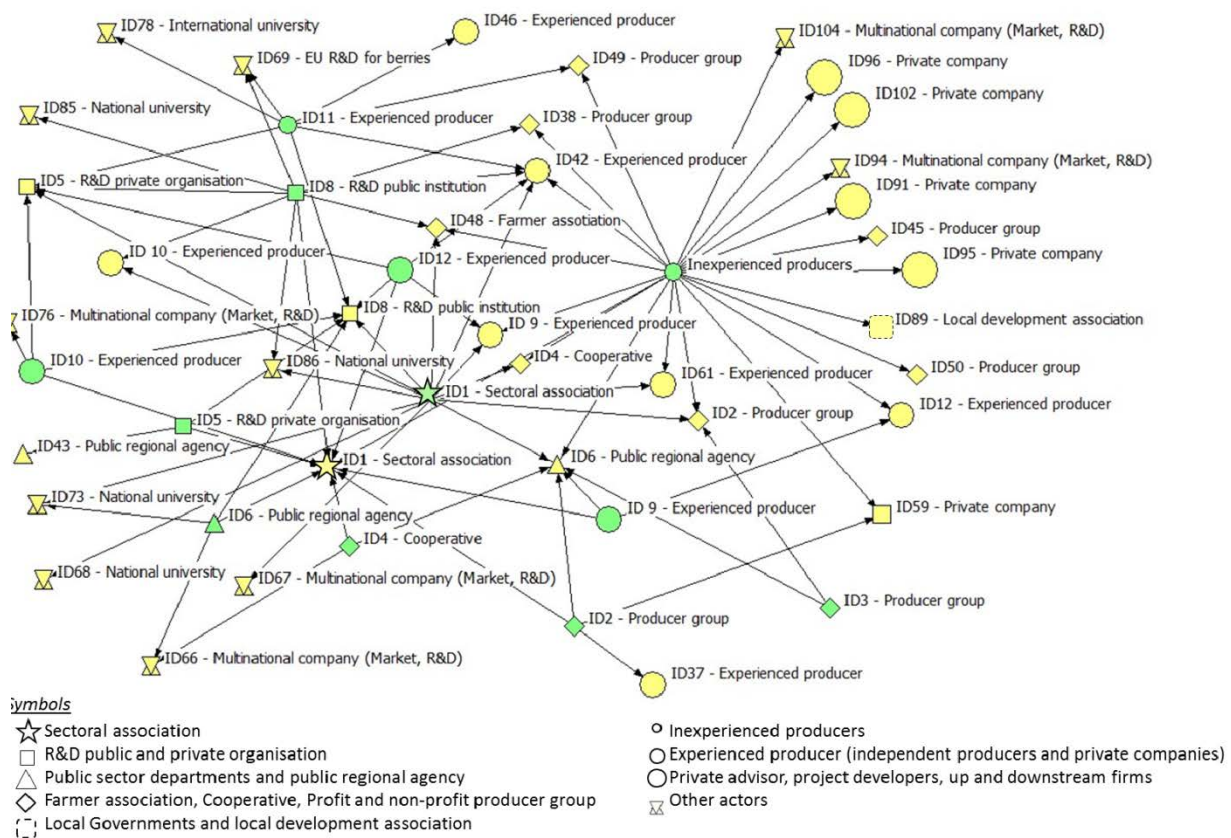 ID78 - International university
ID46 - Experienced producer
ID104 - Multinational company (Market, R&D)
ID69 - EU R&D for berries
ID49 - Producer group
ID96 - Private company
ID85 - National university
ID102 - Private company
ID11 - Experienced producer
ID38 - Producer group
ID42 - Experienced producer
ID94 - Multinational company (Market, R&D)
ID5 - R&D private organisation
ID8 - R&D public institution
ID91 - Private company
ID48 - Farmer assotiation
ID45 - Producer group
ID 10 - Experienced producer
ID12 - Experienced producer
Inexperienced producers
ID95 - Private company
ID76 - Multinational company (Market, R&D)
ID8 - R&D public institution
ID 9 - Experienced producer
ID89 - Local development association
ID10 - Experienced producer
ID86 - National university
ID4 - Cooperative
ID61 - Experienced producer
ID50 - Producer group
ID1 - Sectoral association
ID2 - Producer group
ID12 - Experienced producer
ID5 - R&D private organisation
ID43 - Public regional agency
ID1 - Sectoral association
ID6 - Public regional agency
ID73 - National university
ID6 - Public regional agency
ID 9 - Experienced producer
ID59 - Private company
ID4 - Cooperative
ID68 - National university
ID67 - Multinational company (Market, R&D)
ID2 - Producer group
ID3 - Producer group
ID66 - Multinational company (Market, R&D)
ID37 - Experienced producer
Symbols
Sectoral association
R&D public and private organisation
Public sector departments and public regional agency
Farmer association, Cooperative, Profit and non-profit producer group
Local Governments and local development association
Inexperienced producers
Experienced producer (independent producers and private companies)
Private advisor, project developers, up and downstream firms
Other actors